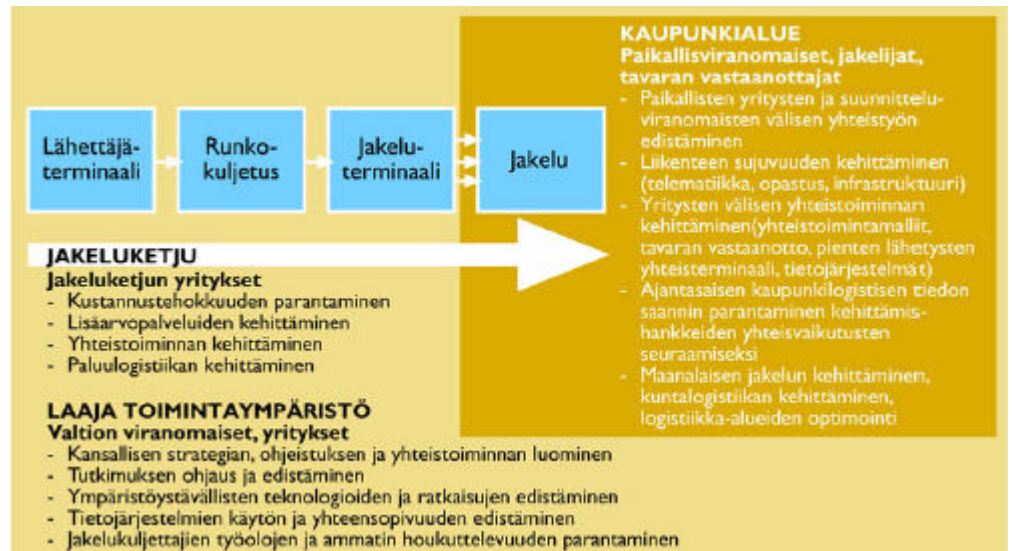 Lähettäjä-
terminaali
Runko-
kuljetus
Jakelu-
terminaali
Jakelu
JAKELUKETJU
Jakeluketjun yritykset
- Kustannustehokkuuden parantaminen
- Lisäarvopalveluiden kehittäminen
- Yhteistoiminnan kehittäminen
- Paluulogistiikan kehittäminen
LAAJA TOIMINTAYMPÄRISTÖ
Valtion viranomaiset, yritykset
- Kansallisen strategian, ohjeistuksen ja yhteistoiminnan luominen
- Tutkimuksen ohjaus ja edistäminen
- Ympäristöystävällisten teknologioiden ja ratkaisujen edistäminen
- Tietojärjestelmien käytön ja yhteensopivuuden edistäminen
- Jakelukuljettajien työolojen ja ammatin houkuttelevuuden parantaminen
KAUPUNKIALUE
Paikallisviranomaiset, jakelijat,
tavaran vastaanottajat
- Paikallisten yritysten ja suunnittelu-
viranomaisten välisen yhteistyön
edistäminen
- Liikenteen sujuvuuden kehittäminen
(telematiikka, opastus, infrastruktuuri)
- Yritysten välisen yhteistoiminnan
kehittäminen(yhteistoimintamallit,
tavaran vastaanotto, pienten lähetysten
yhteisterminaali, tietojärjestelmät)
- Ajantasaisen kaupunkilogistisen tiedon
saannin parantaminen kehittämis-
hankkeiden yhteisvaikutusten
seuraamiseksi
- Maanalaisen jakelun kehittäminen,
kuntalogistiikan kehittäminen,
logistiikka-alueiden optimointi